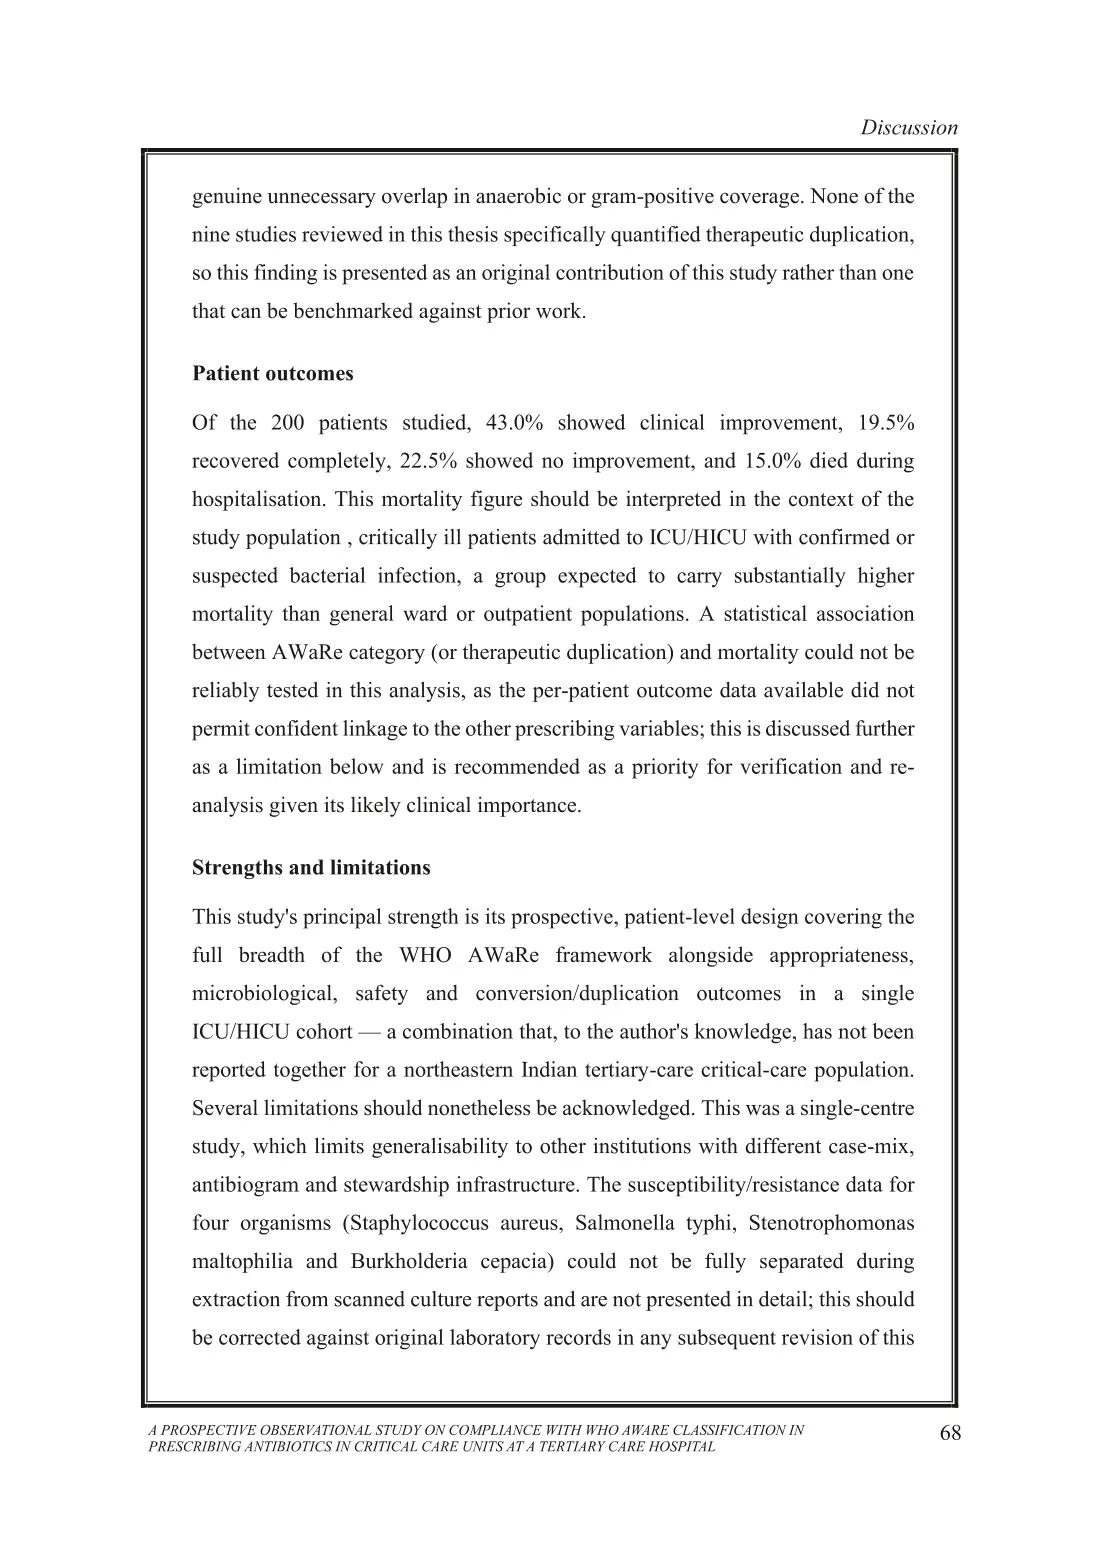 Discussion
genuine unnecessary overlap in anaerobic or gram-positive coverage. None of the
nine studies reviewed in this thesis specifically quantified therapeutic duplication,
so this finding is presented as an original contribution of this study rather than one
that can be benchmarked against prior work.
Patient outcomes
Of the 200 patients studied, 43.0% showed clinical improvement, 19.5%
recovered completely, 22.5% showed no improvement, and 15.0% died during
hospitalisation. This mortality figure should be interpreted in the context of the
study population , critically ill patients admitted to ICU/HICU with confirmed or
suspected bacterial infection, a group expected to carry substantially higher
mortality than general ward or outpatient populations. A statistical association
between AWaRe category (or therapeutic duplication) and mortality could not be
reliably tested in this analysis, as the per-patient outcome data available did not
permit confident linkage to the other prescribing variables; this is discussed further
as a limitation below and is recommended as a priority for verification and re-
analysis given its likely clinical importance.
Strengths and limitations
This study's principal strength is its prospective, patient-level design covering the
full breadth of the WHO AWaRe framework alongside appropriateness,
microbiological, safety and conversion/duplication outcomes in a single
ICU/HICU cohort — a combination that, to the author's knowledge, has not been
reported together for a northeastern Indian tertiary-care critical-care population.
Several limitations should nonetheless be acknowledged. This was a single-centre
study, which limits generalisability to other institutions with different case-mix,
antibiogram and stewardship infrastructure. The susceptibility/resistance data for
four organisms (Staphylococcus aureus, Salmonella typhi, Stenotrophomonas
maltophilia and Burkholderia cepacia) could not be fully separated during
extraction from scanned culture reports and are not presented in detail; this should
be corrected against original laboratory records in any subsequent revision of this
A PROSPECTIVE OBSERVATIONAL STUDY ON COMPLIANCE WITH WHO AWARE CLASSIFICATION IN
PRESCRIBING ANTIBIOTICS IN CRITICAL CARE UNITS AT A TERTIARY CARE HOSPITAL
68